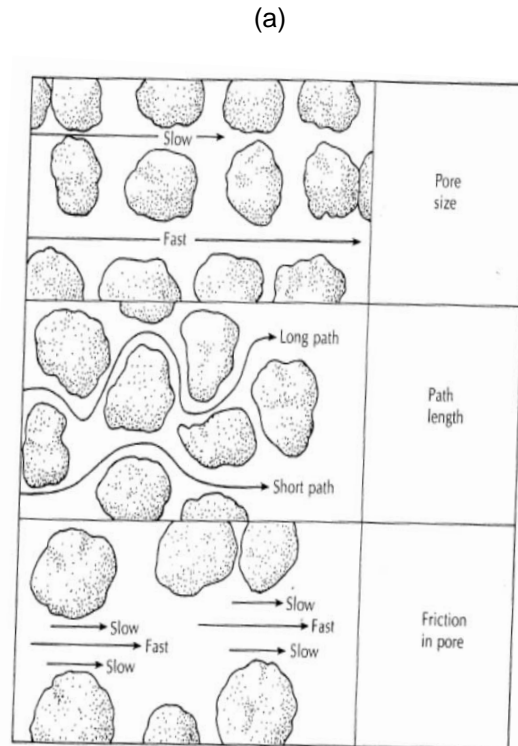 (a)
Slow
Pore
size
Fast
Long path
Path
length
Short path
Slow
Fast
Slow
Slow
Fast
Slow
Friction
in pore